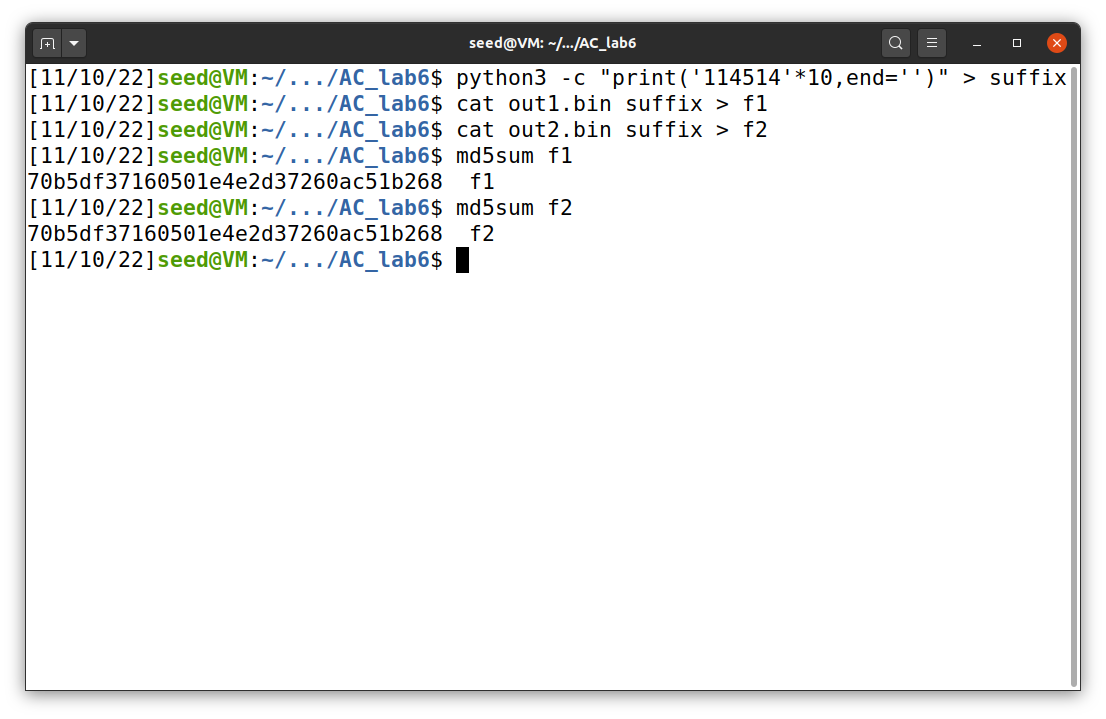 seed@VM: ~/.../AC_lab6
[11/10/22]seed@VM:~/.../AC_lab6$ python3 -c "print('114514'*10,end='')" > suffix
[11/10/22]seed@VM:~/.../AC_lab6$ cat out1.bin suffix > f1
[11/10/22]seed@VM:~/.../AC_lab6$ cat out2.bin suffix > f2
[11/10/22]seed@VM:~/.../AC_lab6$ md5sum f1
70b5df37160501e4e2d37260ac51b268  f1
[11/10/22]seed@VM:~/.../AC_lab6$ md5sum f2
70b5df37160501e4e2d37260ac51b268  f2
[11/10/22]seed@VM:~/.../AC_lab6$